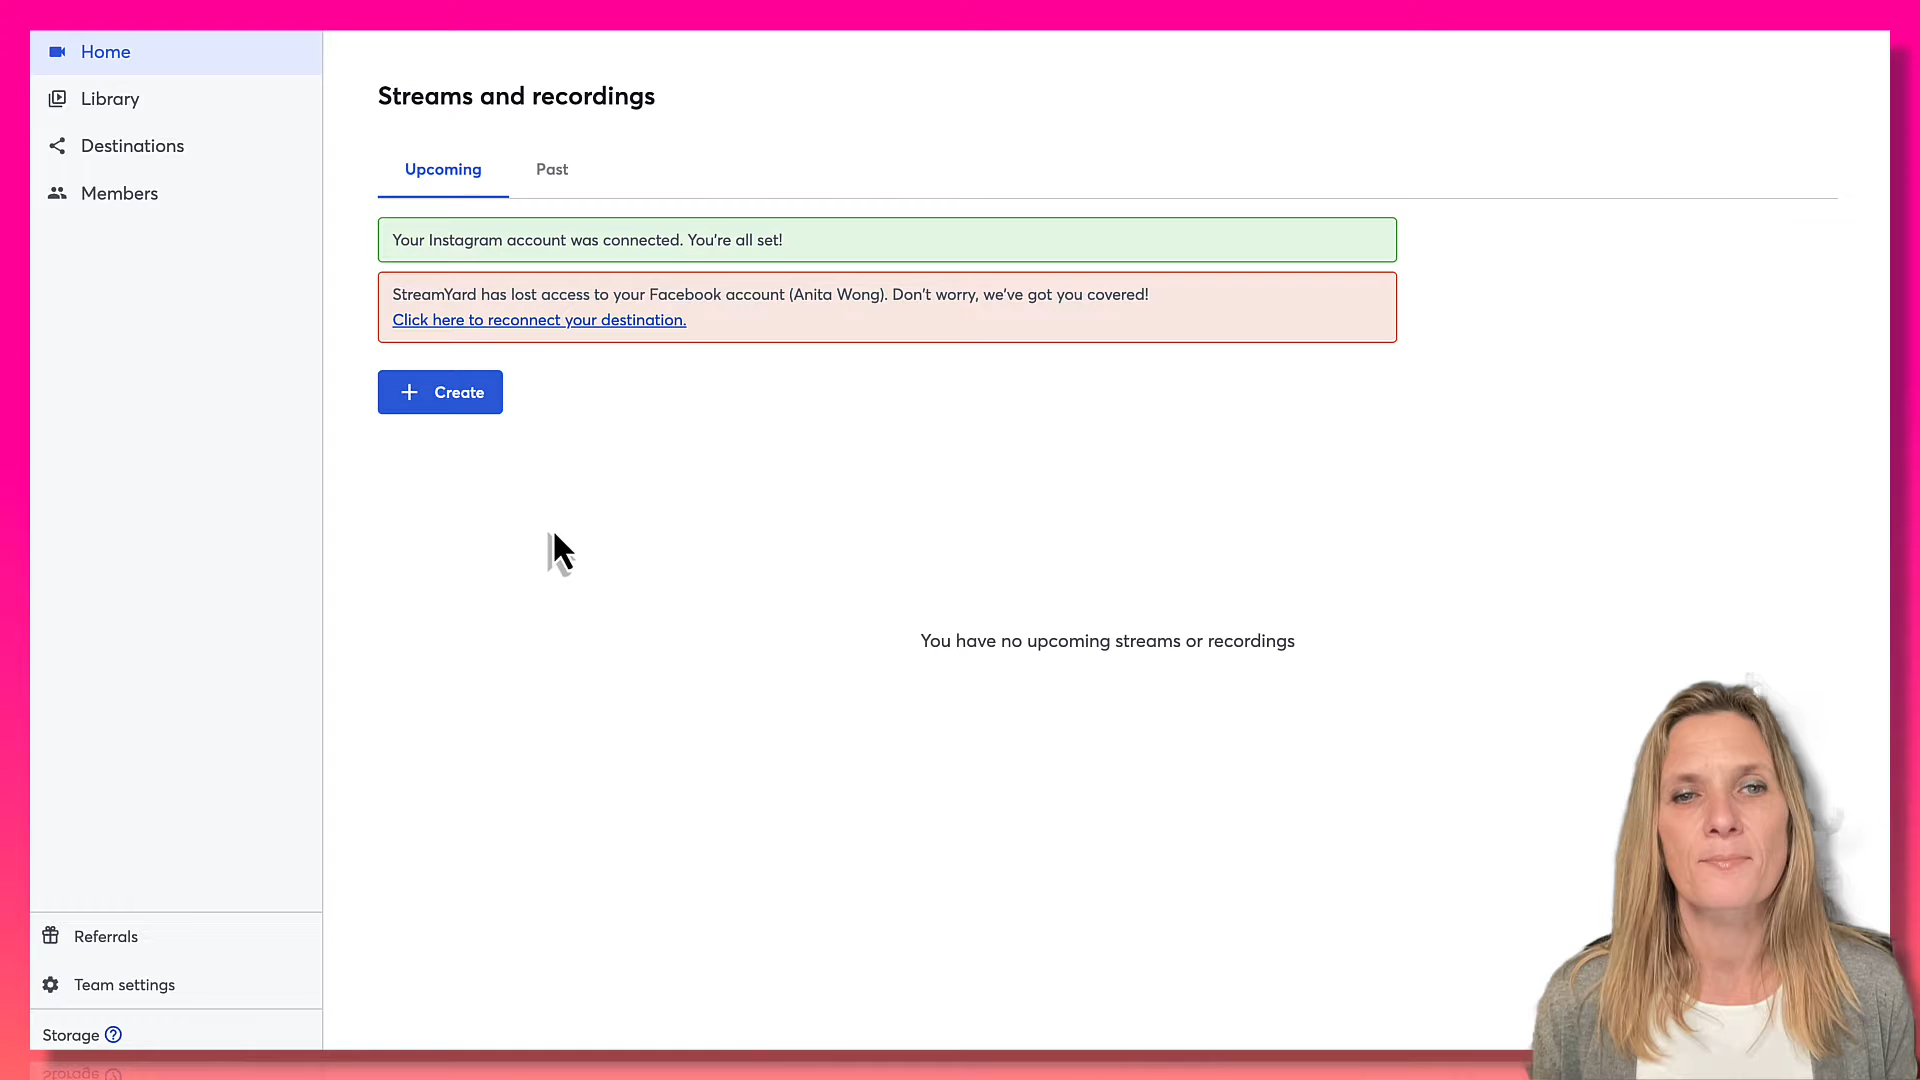 Home
Library
Destinations
Members
Streams and recordings
Upcoming
Past
Your Instagram account was connected. You're all set!
StreamYard has lost access to your Facebook account (Anita Wong). Don't worry, we've got you covered!
Click here to reconnect your destination.
Create
You have no upcoming streams or recordings
Referrals
Team settings
Storage
Storage